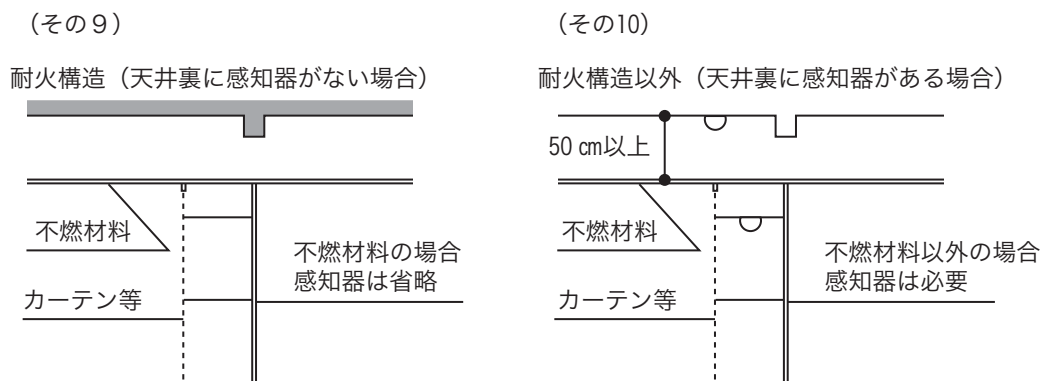 （その９）
耐火構造（天井裏に感知器がない場合）
不燃材料
カーテン等
不燃材料の場合
感知器は省略
（その10）
耐火構造以外（天井裏に感知器がある場合）
50 ㎝以上
不燃材料
カーテン等
不燃材料以外の場合
感知器は必要